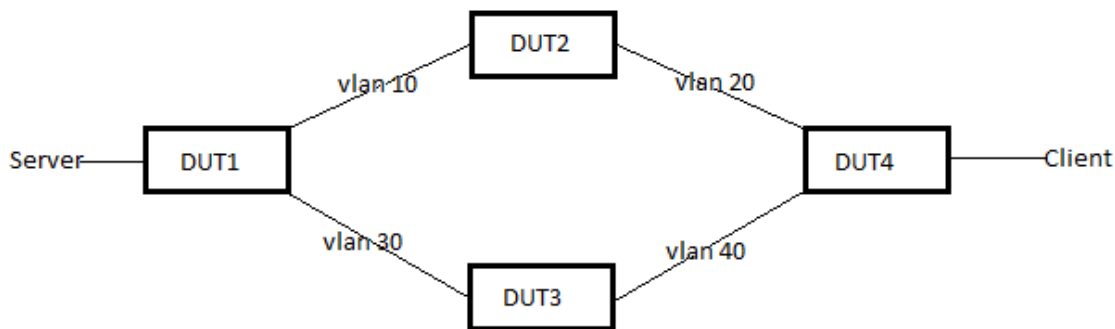 DUT2
vlan 10
vlan 20
Server
DUT1
DUT4
Client
vlan 30
vlan 40
DUT3